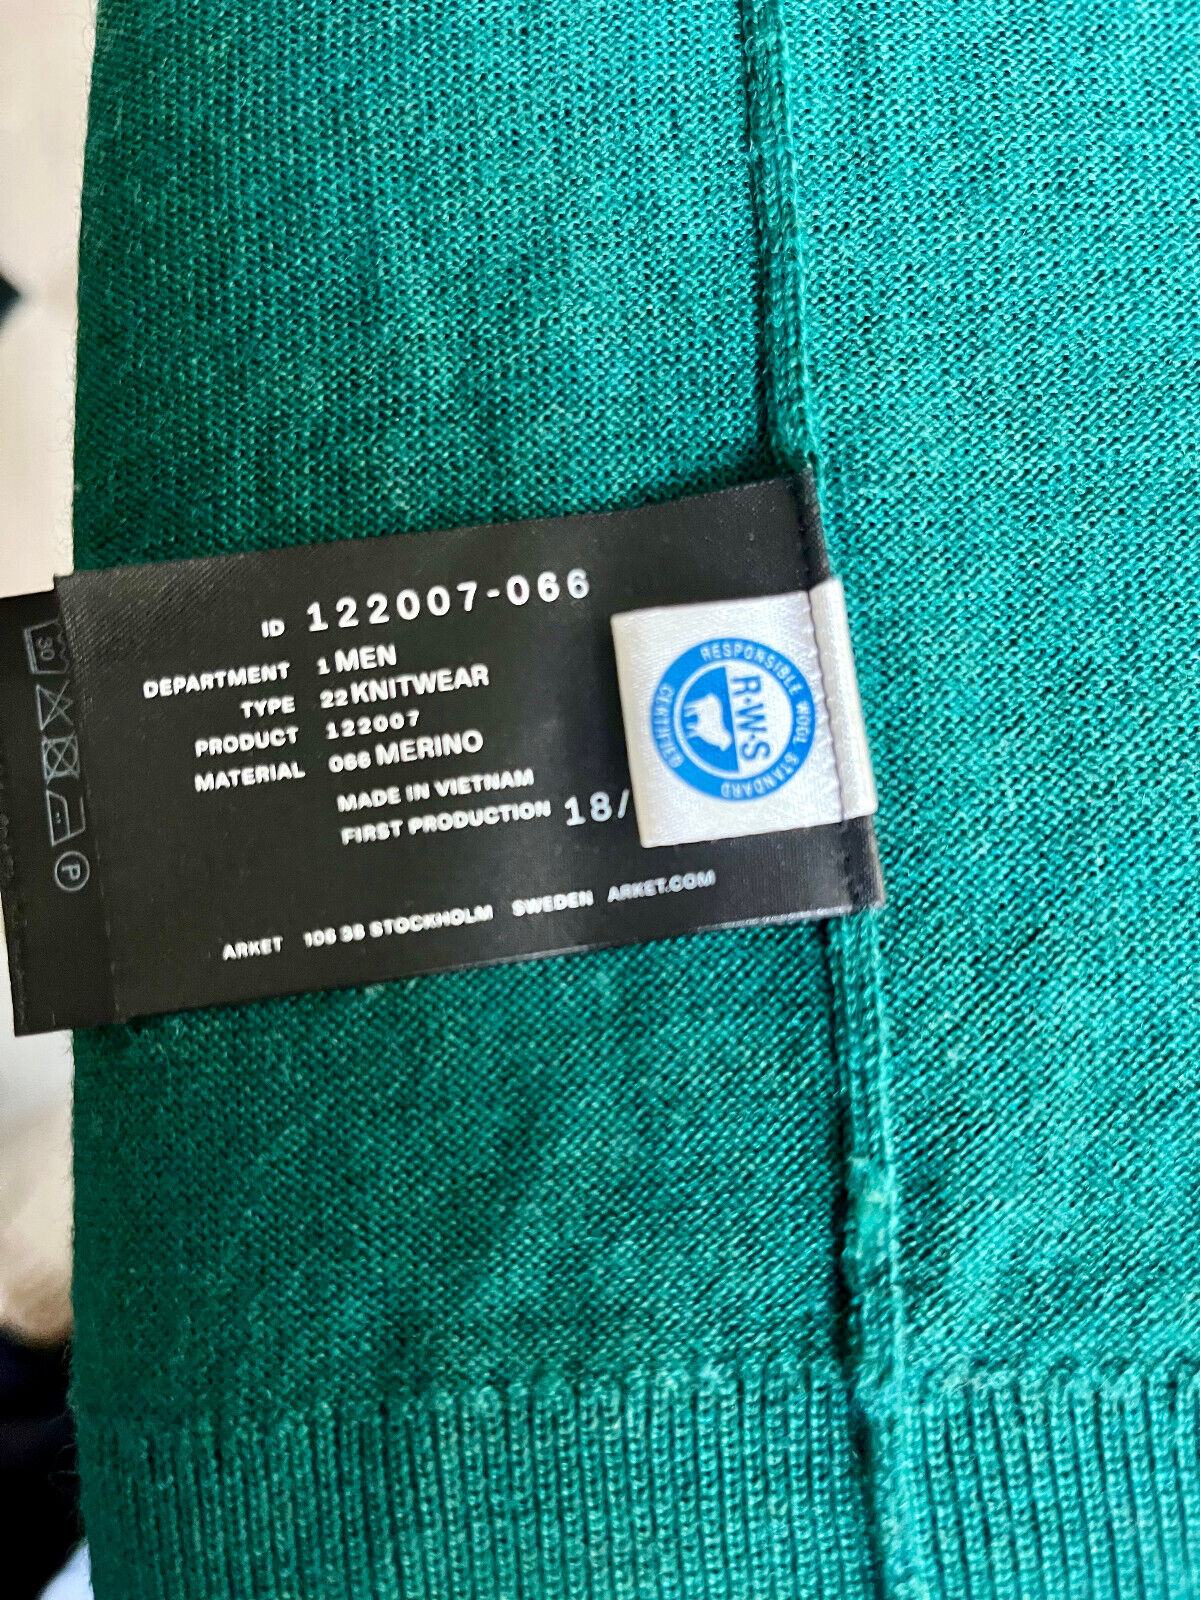 ID 122007-066
DEPARTMENT 1 MEN
TYPE 22 KNITWEAR
PRODUCT 122007
MATERIAL 066 MERINO
MADE IN VIETNAM
FIRST PRODUCTION 18/
ARKET 106 38 STOCKHOLM SWEDEN ARKET.COM
RESPONSIBLE WOOL STANDARD
CERTIFIED
R·W·S
30
P